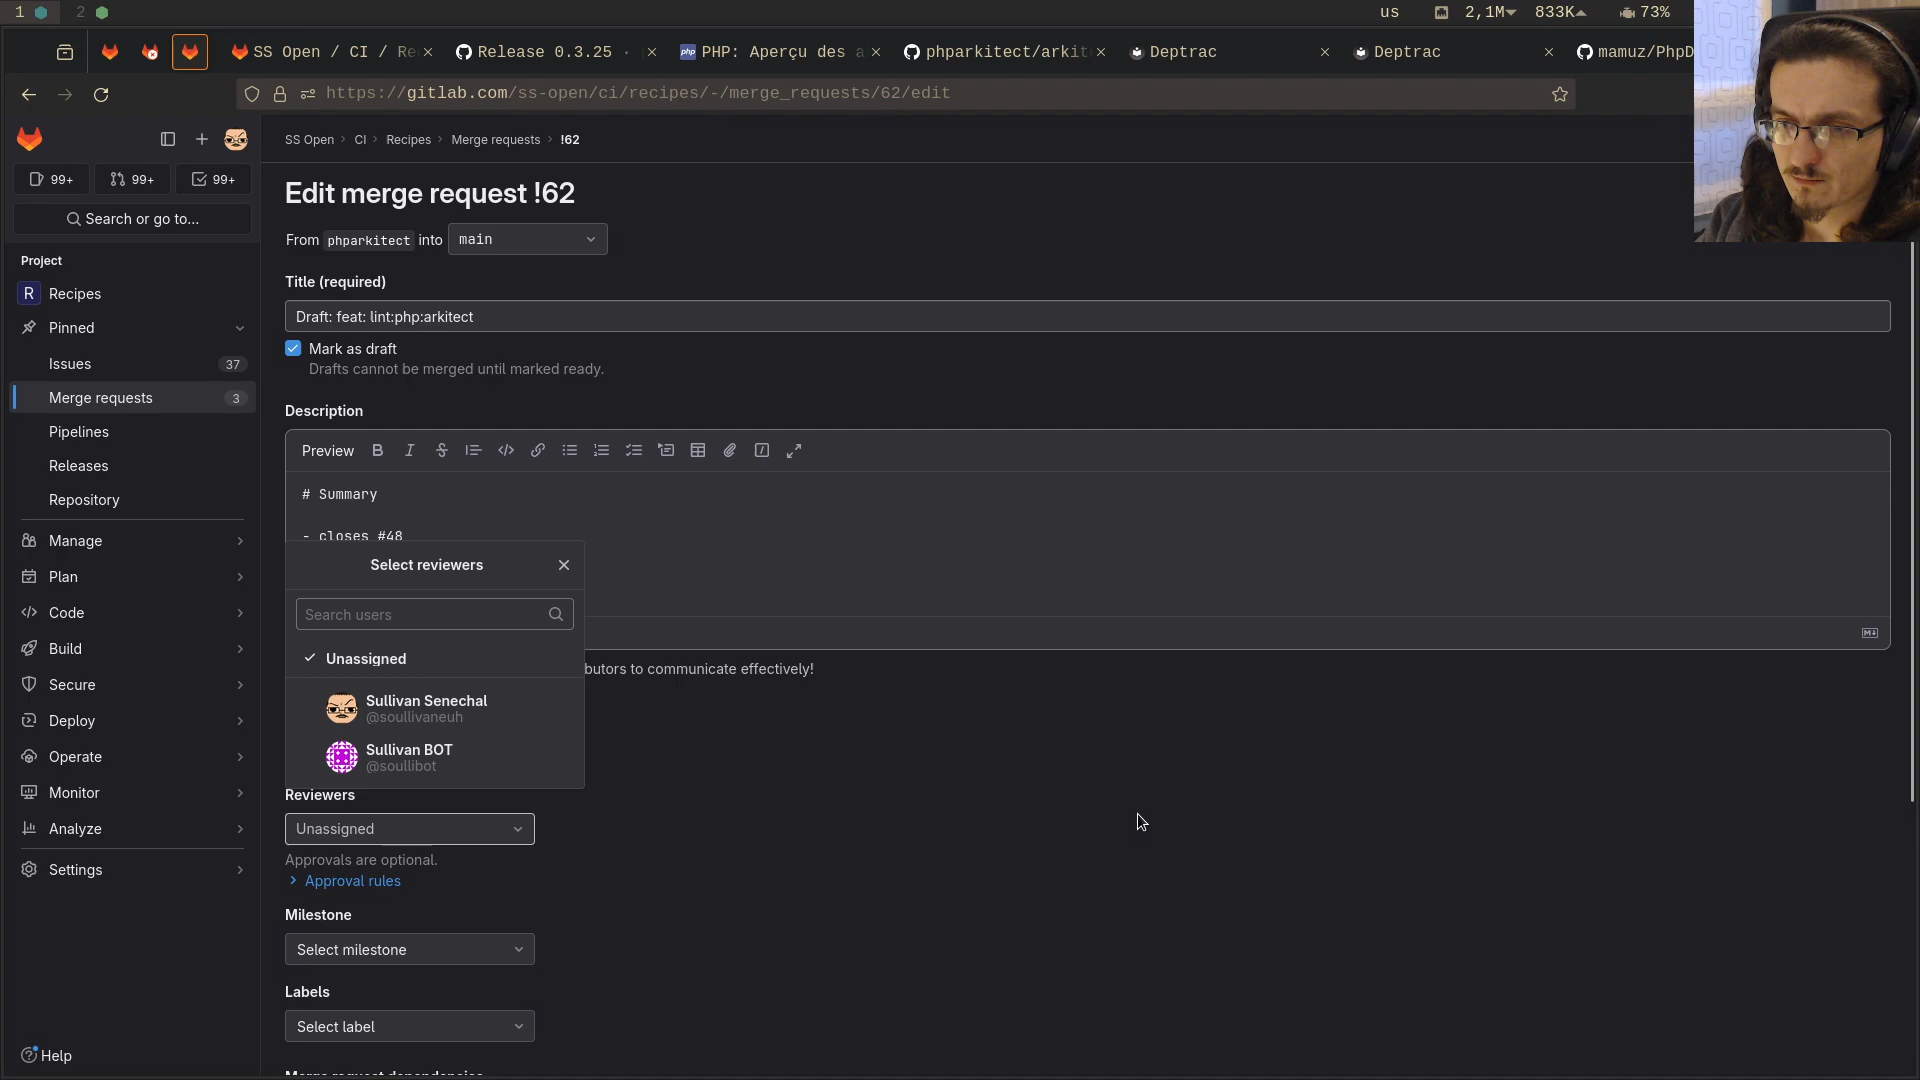 1 2 us 2,1M 833K 73%
SS Open / CI / Re × Release 0.3.25 · × PHP: Aperçu des a × phparkitect/arkit × Deptrac × Deptrac × mamuz/PhpD
https://gitlab.com/ss-open/ci/recipes/-/merge_requests/62/edit
SS Open › CI › Recipes › Merge requests › !62
99+ 99+ 99+
Search or go to...
Project
R Recipes
Pinned
Issues 37
Merge requests 3
Pipelines
Releases
Repository
Manage
Plan
Code
Build
Secure
Deploy
Operate
Monitor
Analyze
Settings
Help
Edit merge request !62
From phparkitect into main
Title (required)
Draft: feat: lint:php:arkitect
Mark as draft
Drafts cannot be merged until marked ready.
Description
Preview
# Summary
- closes #48
Select reviewers
Search users
Unassigned
butors to communicate effectively!
Sullivan Senechal
@soullivaneuh
Sullivan BOT
@soullibot
Reviewers
Unassigned
Approvals are optional.
Approval rules
Milestone
Select milestone
Labels
Select label
Merge request dependencies